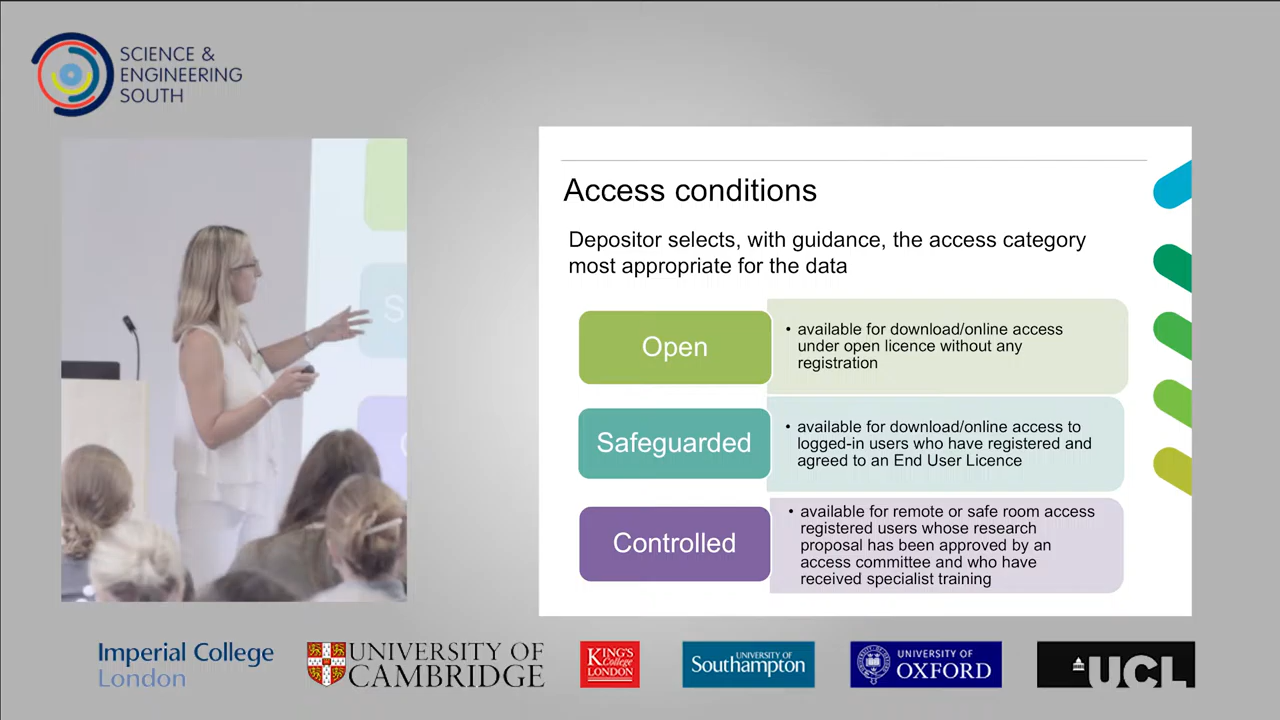 SCIENCE &
ENGINEERING
SOUTH
Access conditions
Depositor selects, with guidance, the access category
most appropriate for the data
Open
• available for download/online access
under open licence without any
registration
Safeguarded
• available for download/online access to
logged-in users who have registered and
agreed to an End User Licence
Controlled
• available for remote or safe room access
registered users whose research
proposal has been approved by an
access committee and who have
received specialist training
S
Imperial College
London
UNIVERSITY OF
CAMBRIDGE
KING'S
College
LONDON
UNIVERSITY OF
Southampton
UNIVERSITY OF
OXFORD
UCL